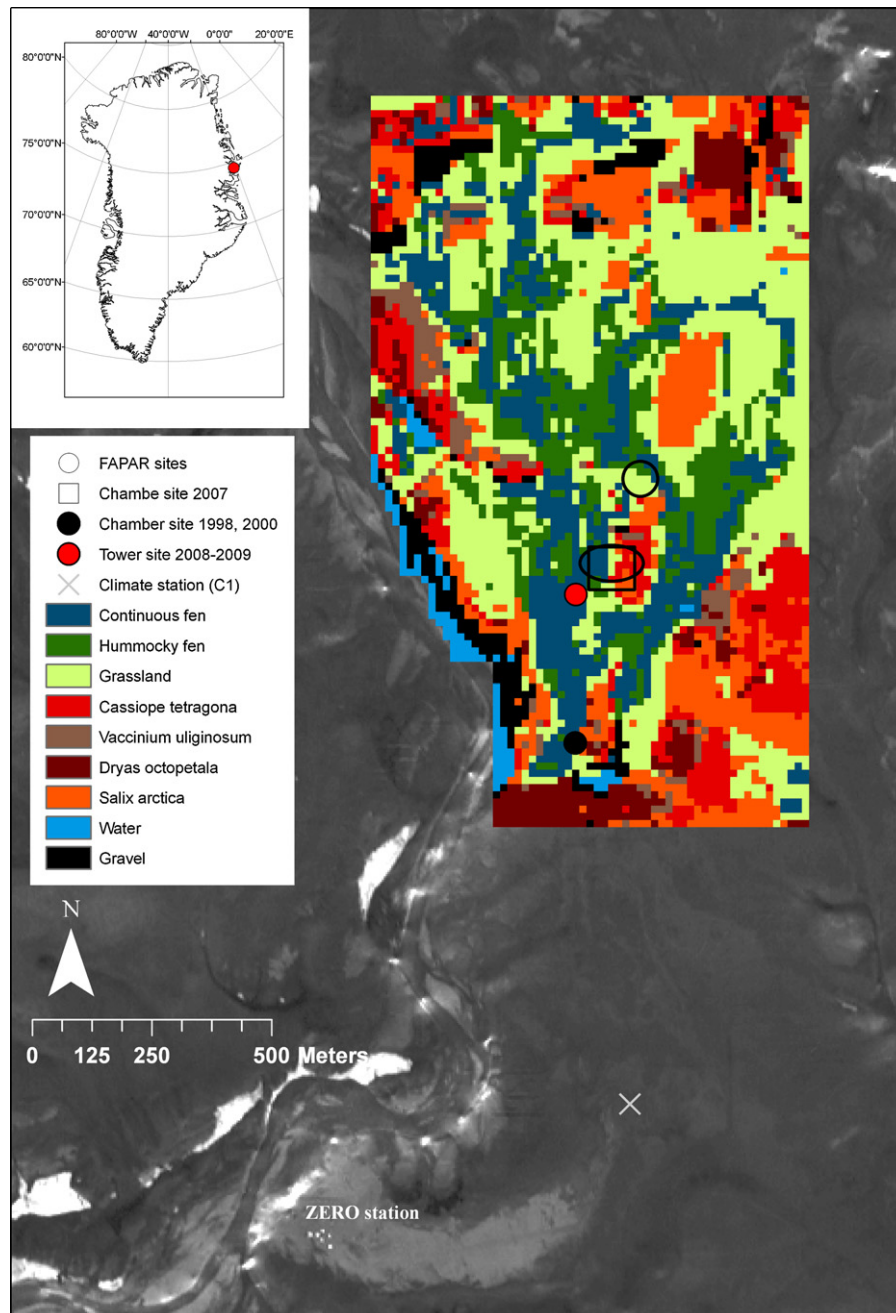 80°0'0"W 40°0'0"W 0°0'0" 20°0'0"E
80°0'0"N
75°0'0"N
70°0'0"N
65°0'0"N
60°0'0"N
FAPAR sites
Chambe site 2007
Chamber site 1998, 2000
Tower site 2008-2009
Climate station (C1)
Continuous fen
Hummocky fen
Grassland
Cassiope tetragona
Vaccinium uliginosum
Dryas octopetala
Salix arctica
Water
Gravel
N
0 125 250 500 Meters
ZERO station